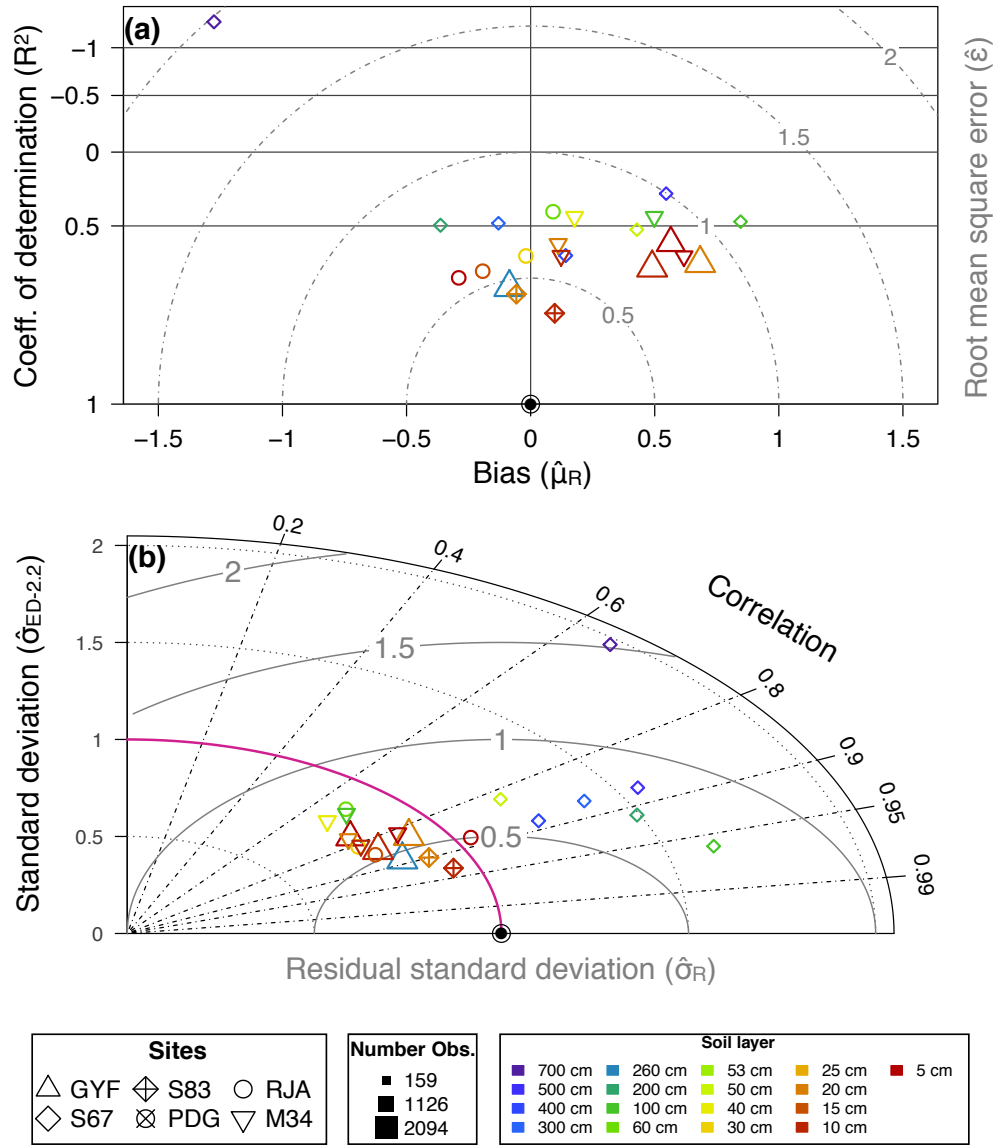 (a)
Coeff. of determination (R²)
−1
−0.5
0
0.5
1
2
1.5
1
0.5
Root mean square error (ε̂)
−1.5
−1
−0.5
0
0.5
1
1.5
Bias (μ̂R)
(b)
Standard deviation (σ̂ED-2.2)
2
1.5
1
0.5
0
2
1.5
1
0.5
0.2
0.4
0.6
0.8
0.9
0.95
0.99
Correlation
Residual standard deviation (σ̂R)
Sites
GYF S83 RJA
S67 PDG M34
Number Obs.
159
1126
2094
Soil layer
700 cm 260 cm 53 cm 25 cm 5 cm
500 cm 200 cm 50 cm 20 cm
400 cm 100 cm 40 cm 15 cm
300 cm 60 cm 30 cm 10 cm